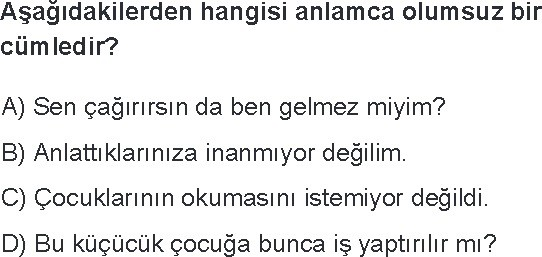 Aşağıdakilerden hangisi anlamca olumsuz bir
cümledir?
A) Sen çağırırsın da ben gelmez miyim?
B) Anlattıklarınıza inanmıyor değilim.
C) Çocuklarının okumasını istemiyor değildi.
D) Bu küçücük çocuğa bunca iş yaptırılır mı?